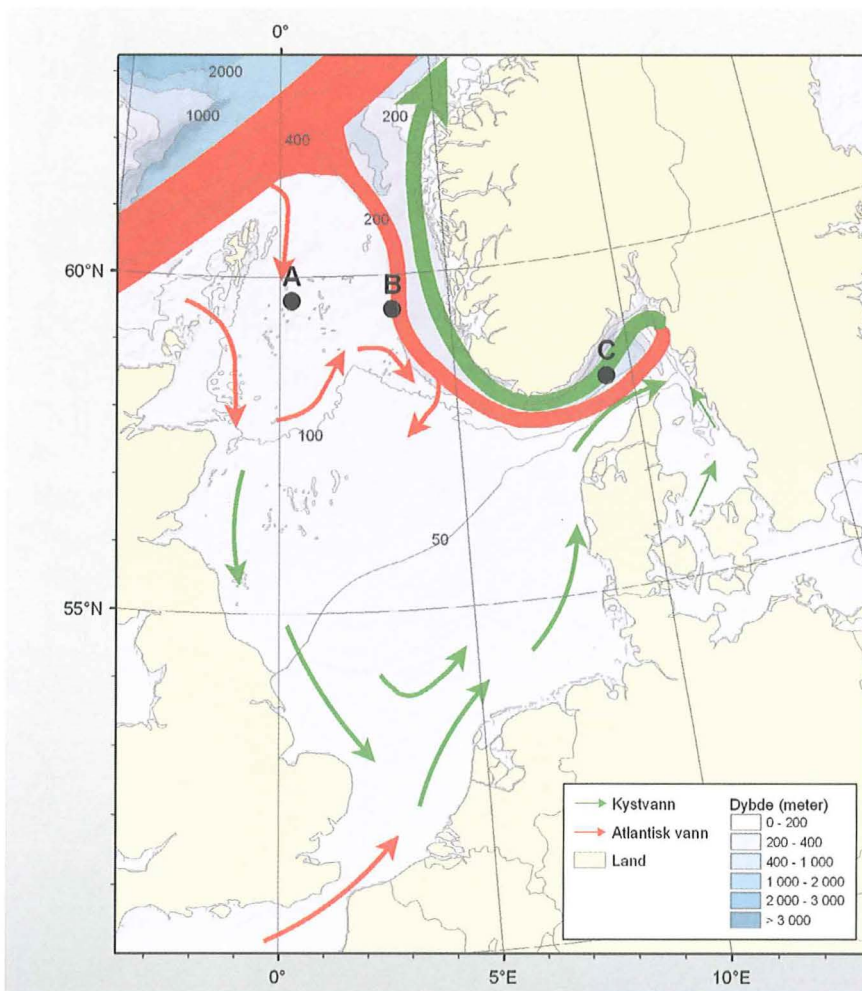 0°
2000
1000
200
400
200
60°N
A
B
C
100
50
55°N
Kystvann
Atlantisk vann
Land
Dybde (meter)
0 - 200
200 - 400
400 - 1 000
1 000 - 2 000
2 000 - 3 000
> 3 000
0°
5°E
10°E